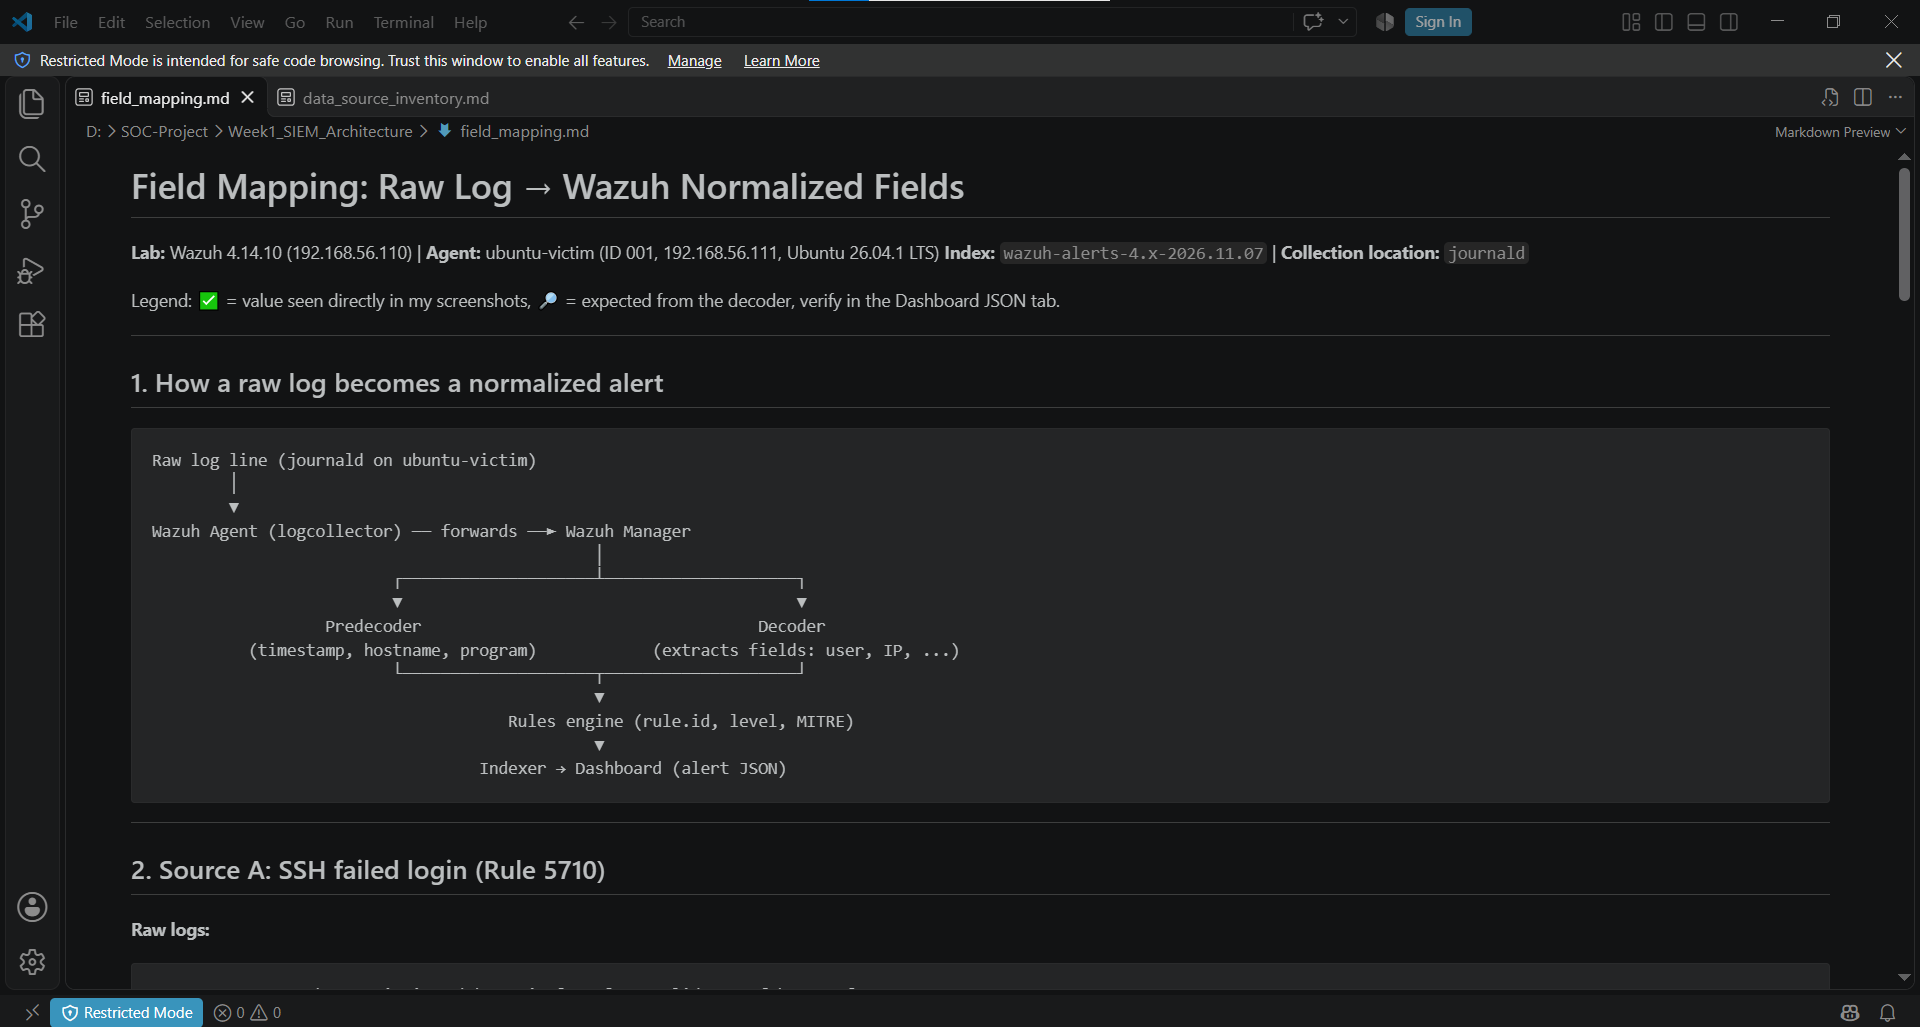 File Edit Selection View Go Run Terminal Help Search Sign In
Restricted Mode is intended for safe code browsing. Trust this window to enable all features. Manage Learn More
field_mapping.md data_source_inventory.md
D: > SOC-Project > Week1_SIEM_Architecture > field_mapping.md Markdown Preview
Field Mapping: Raw Log → Wazuh Normalized Fields
Lab: Wazuh 4.14.10 (192.168.56.110) | Agent: ubuntu-victim (ID 001, 192.168.56.111, Ubuntu 26.04.1 LTS) Index: wazuh-alerts-4.x-2026.11.07 | Collection location: journald
Legend: ✅ = value seen directly in my screenshots, 🔎 = expected from the decoder, verify in the Dashboard JSON tab.
1. How a raw log becomes a normalized alert
Raw log line (journald on ubuntu-victim)
Wazuh Agent (logcollector) ── forwards ──► Wazuh Manager
Predecoder Decoder
(timestamp, hostname, program) (extracts fields: user, IP, ...)
Rules engine (rule.id, level, MITRE)
Indexer → Dashboard (alert JSON)
2. Source A: SSH failed login (Rule 5710)
Raw logs:
Restricted Mode 0 0